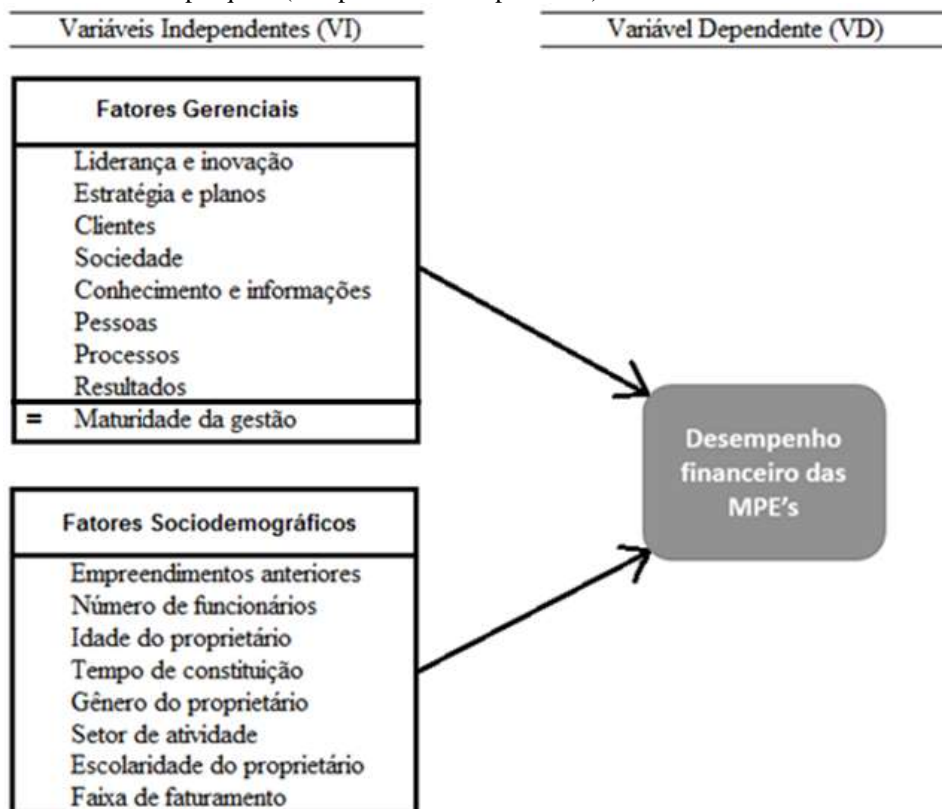 Variáveis Independentes (VI)
Variável Dependente (VD)
Fatores Gerenciais
Liderança e inovação
Estratégia e planos
Clientes
Sociedade
Conhecimento e informações
Pessoas
Processos
Resultados
= Maturidade da gestão
Desempenho
financeiro das
MPE's
Fatores Sociodemográficos
Empreendimentos anteriores
Número de funcionários
Idade do proprietário
Tempo de constituição
Gênero do proprietário
Setor de atividade
Escolaridade do proprietário
Faixa de faturamento